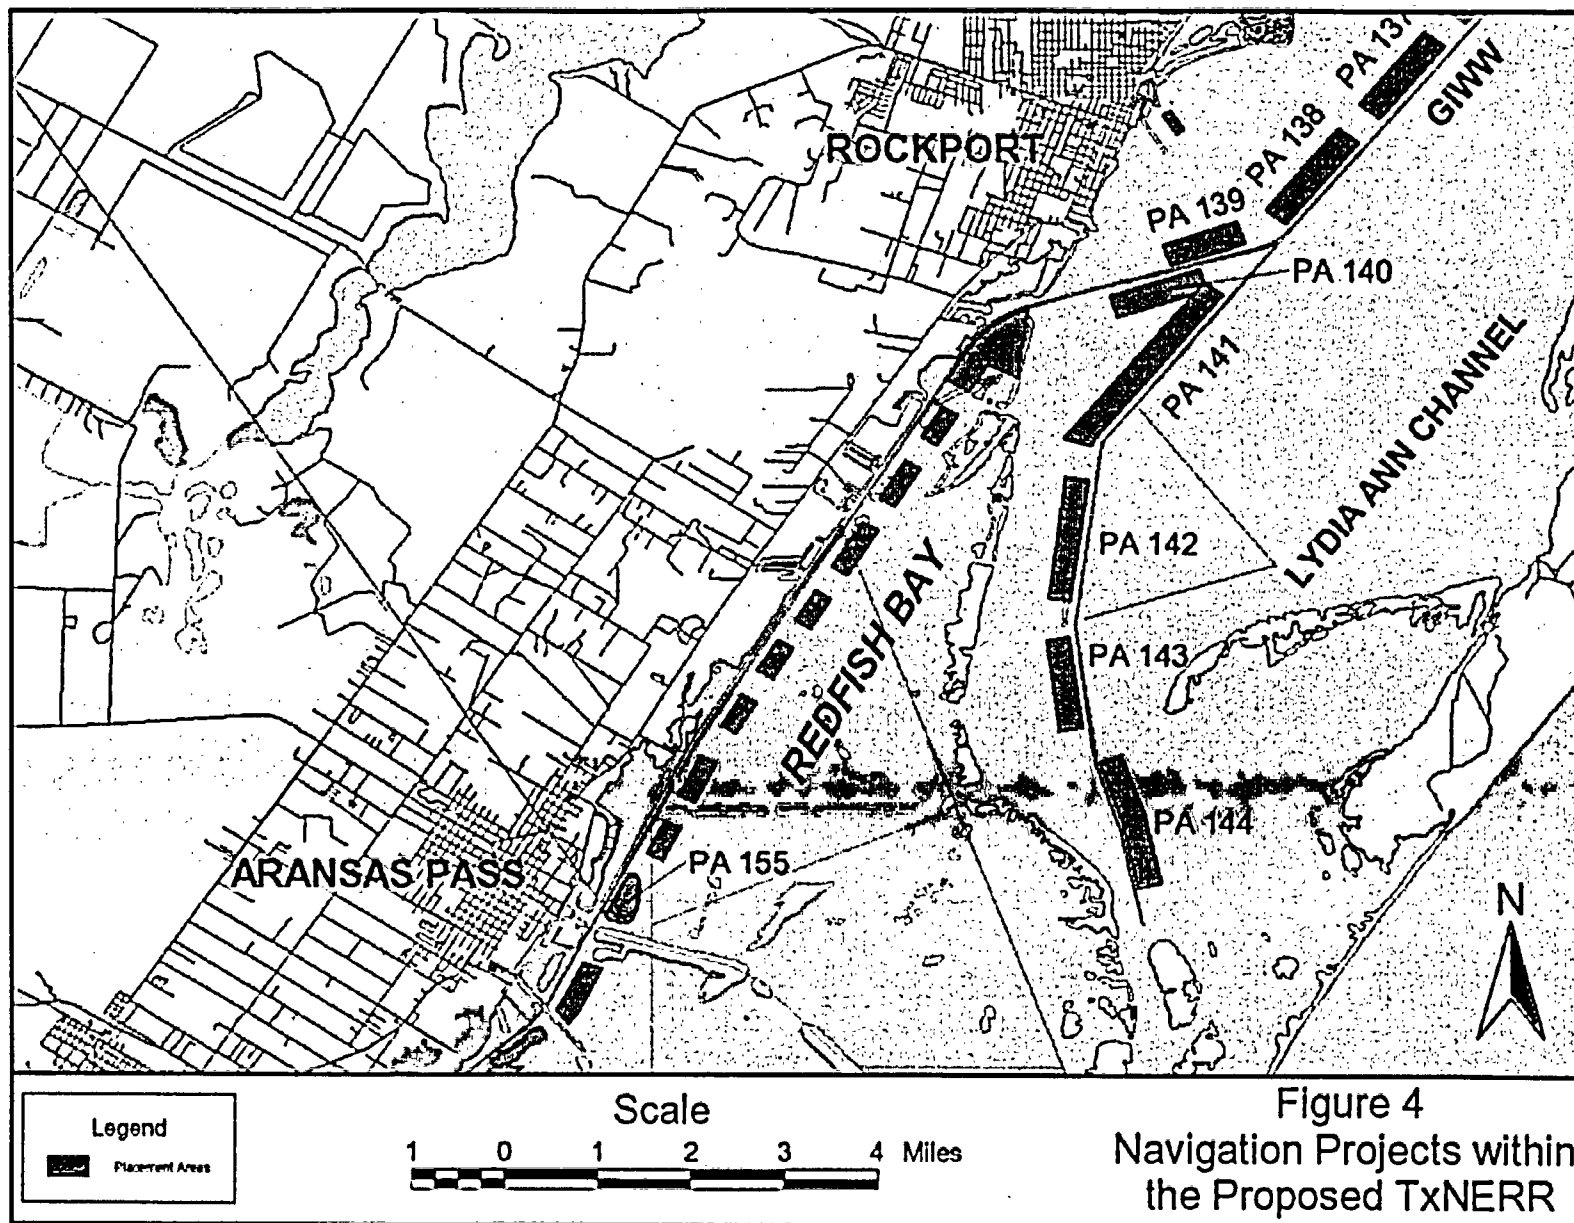 PA 137
GIWW
ROCKPORT
PA 138
PA 139
PA 140
PA 141
LYDIA ANN CHANNEL
PA 142
REDFISH BAY
PA 143
PA 144
PA 155
ARANSAS PASS
N
Legend
Placement Areas
Scale
1 0 1 2 3 4 Miles
Figure 4
Navigation Projects within
the Proposed TxNERR